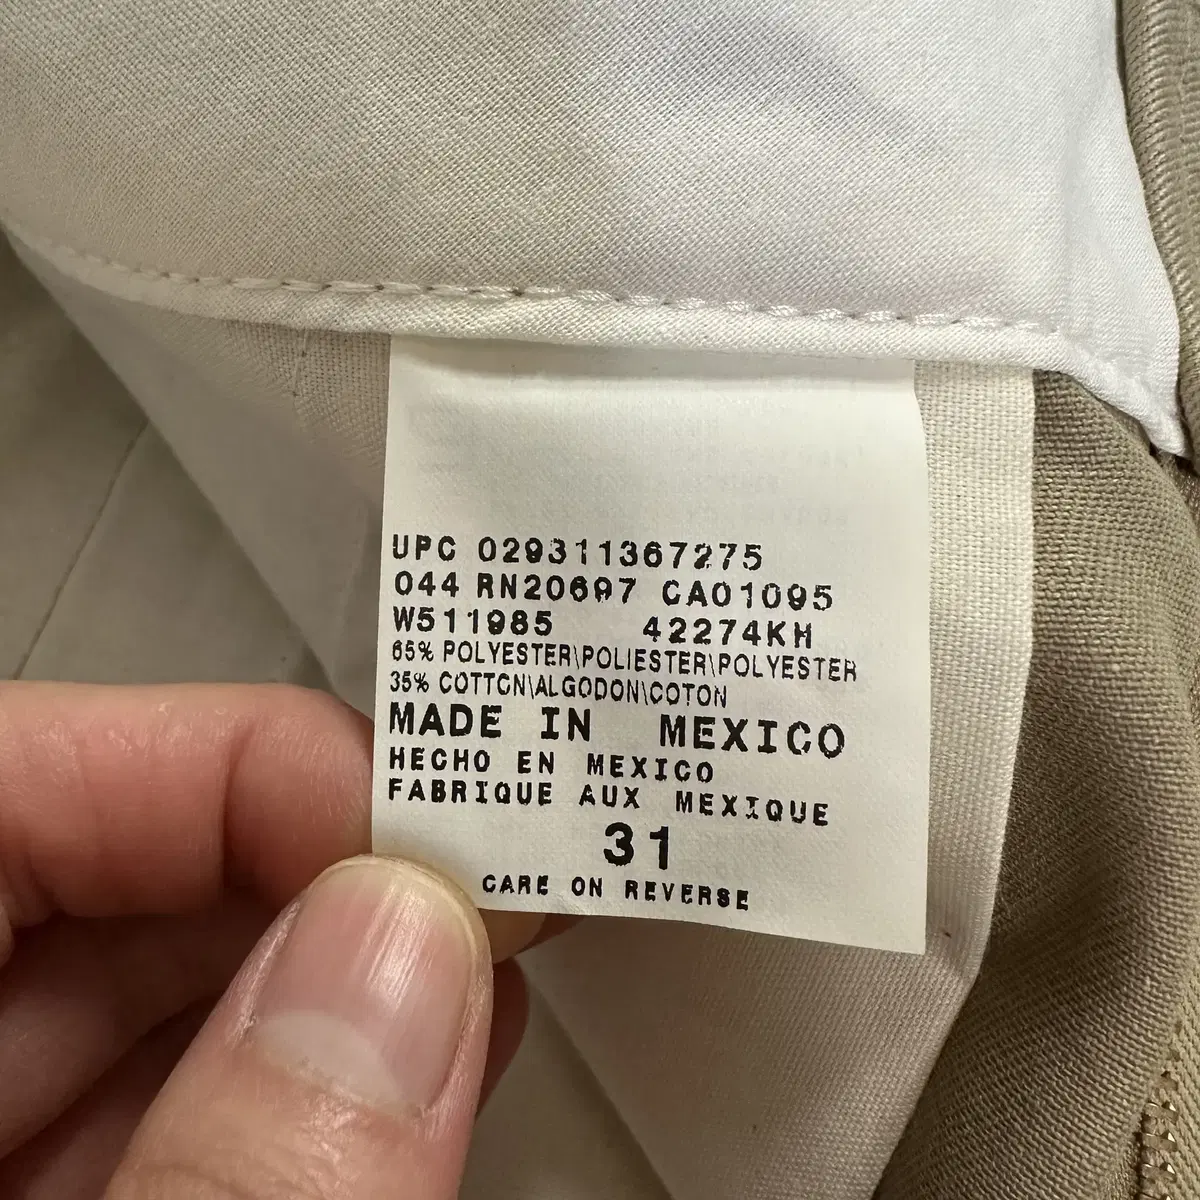 UPC 029311367275
044 RN20697 CA01095
W511985 42274KH
65% POLYESTER\POLIESTER\POLYESTER
35% COTTON\ALGODON\COTON
MADE IN MEXICO
HECHO EN MEXICO
FABRIQUE AUX MEXIQUE
31
CARE ON REVERSE